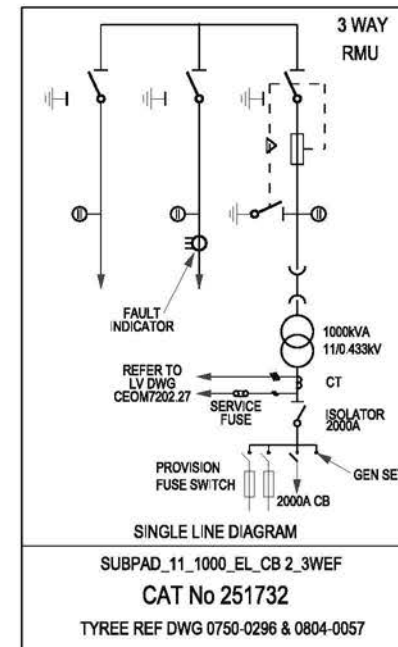 3 WAY
RMU
FAULT
INDICATOR
1000kVA
11/0.433kV
REFER TO
LV DWG
CEOM7202.27
CT
SERVICE
FUSE
ISOLATOR
2000A
PROVISION
FUSE SWITCH
GEN SET
2000A CB
SINGLE LINE DIAGRAM
SUBPAD_11_1000_EL_CB 2_3WEF
CAT No 251732
TYREE REF DWG 0750-0296 & 0804-0057